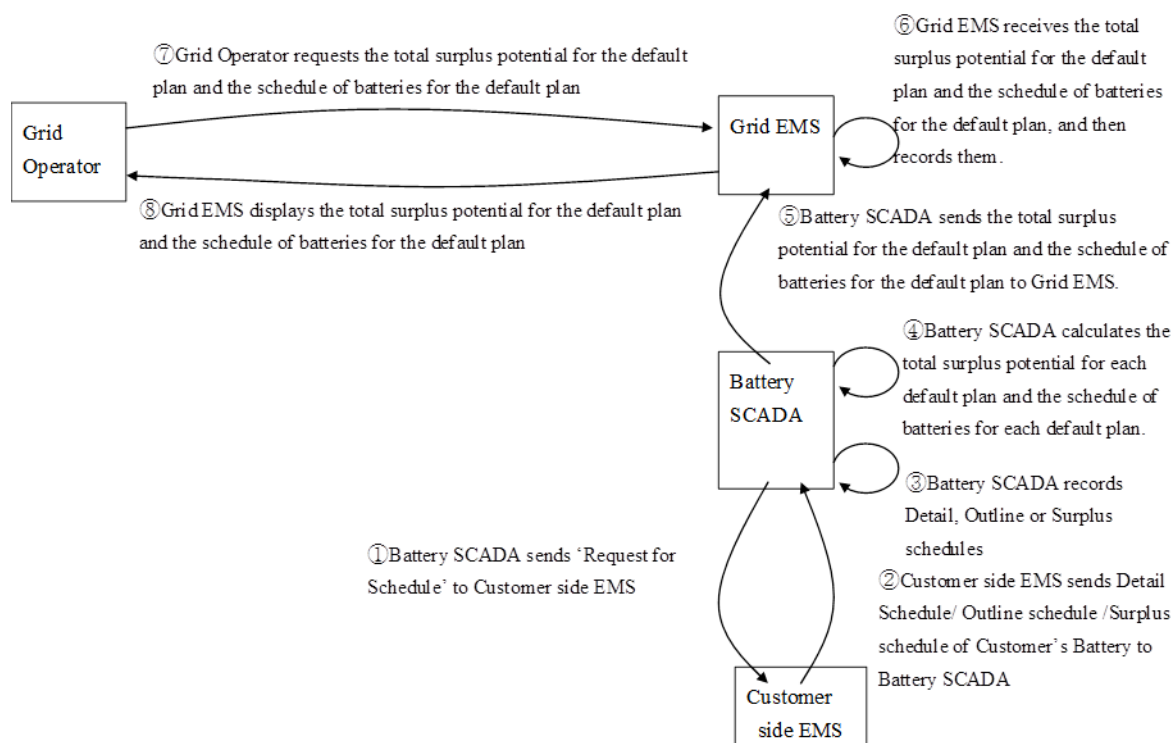 ⑦Grid Operator requests the total surplus potential for the default
plan and the schedule of batteries for the default plan
⑥Grid EMS receives the total
surplus potential for the default
plan and the schedule of batteries
for the default plan, and then
records them.
Grid
Operator
Grid EMS
⑧Grid EMS displays the total surplus potential for the default plan
and the schedule of batteries for the default plan
⑤Battery SCADA sends the total surplus
potential for the default plan and the schedule of
batteries for the default plan to Grid EMS.
④Battery SCADA calculates the
total surplus potential for each
default plan and the schedule of
batteries for each default plan.
Battery
SCADA
③Battery SCADA records
Detail, Outline or Surplus
schedules
①Battery SCADA sends ‘Request for
Schedule’ to Customer side EMS
②Customer side EMS sends Detail
Schedule/ Outline schedule /Surplus
schedule of Customer’s Battery to
Battery SCADA
Customer
side EMS